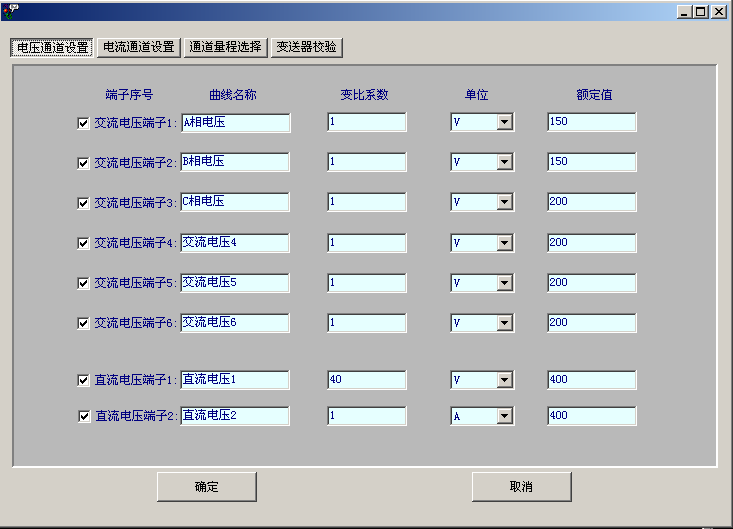 电压通道设置 电流通道设置 通道量程选择 变送器校验
端子序号 曲线名称 变比系数 单位 额定值
交流电压端子1: A相电压 1 V 150
交流电压端子2: B相电压 1 V 150
交流电压端子3: C相电压 1 V 200
交流电压端子4: 交流电压4 1 V 200
交流电压端子5: 交流电压5 1 V 200
交流电压端子6: 交流电压6 1 V 200
直流电压端子1: 直流电压1 40 V 400
直流电压端子2: 直流电压2 1 A 400
确定 取消